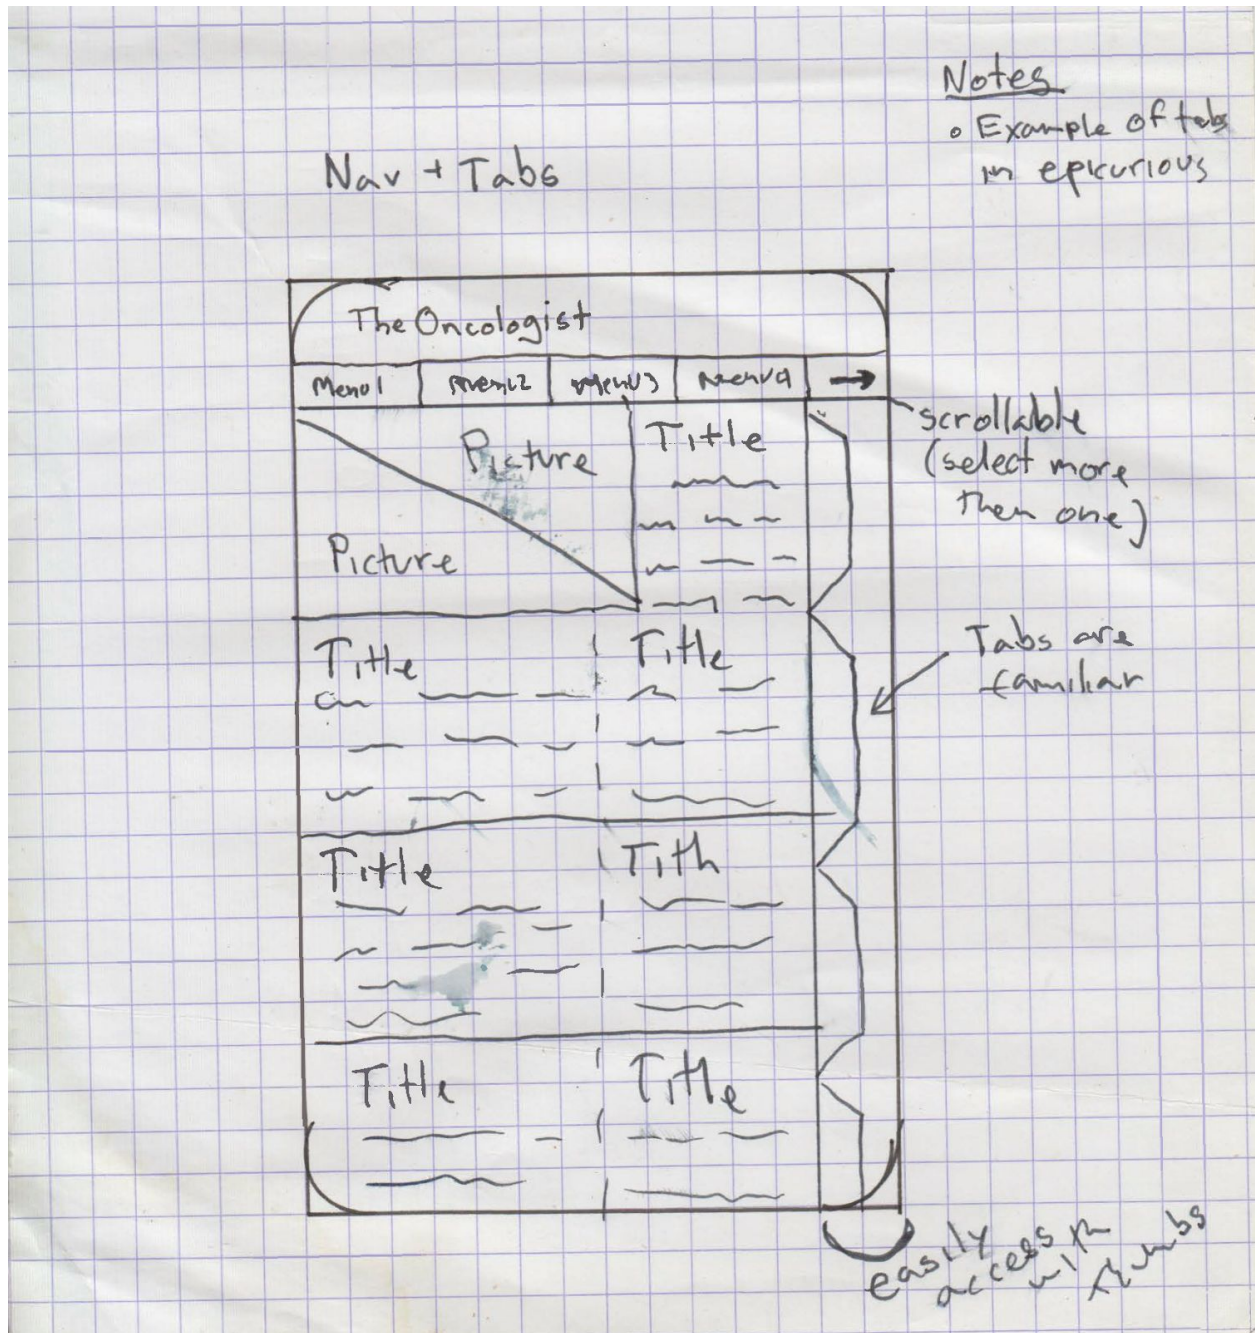 Notes
• Example of tabs
in epicurious
Nav + Tabs
The Oncologist
Menu1 Menu2 Menu3 Menu4 →
scrollable
(select more
then one)
Picture
Picture
Title
Tabs are
familiar
Title Title
Title Titl
Title Title
easily
access
with
thumbs